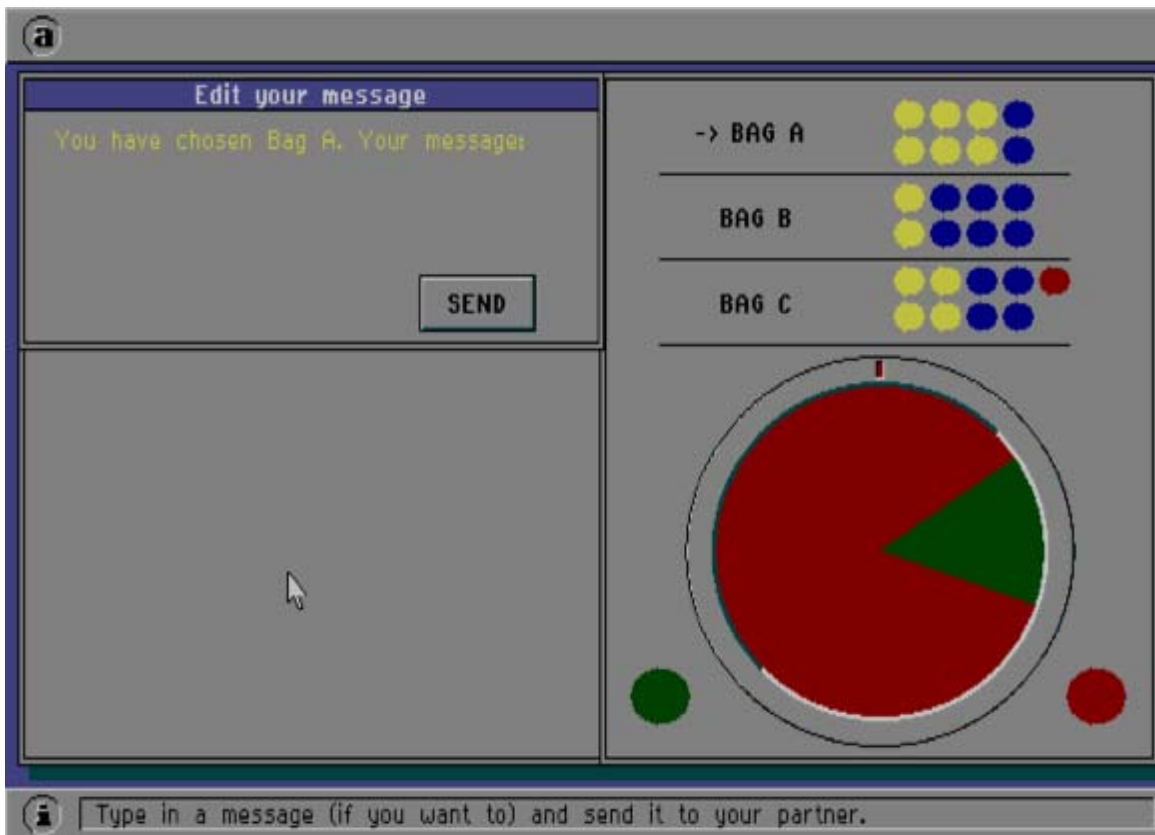 a
Edit your message
You have chosen Bag A. Your message:
SEND
-> BAG A
BAG B
BAG C
i Type in a message (if you want to) and send it to your partner.